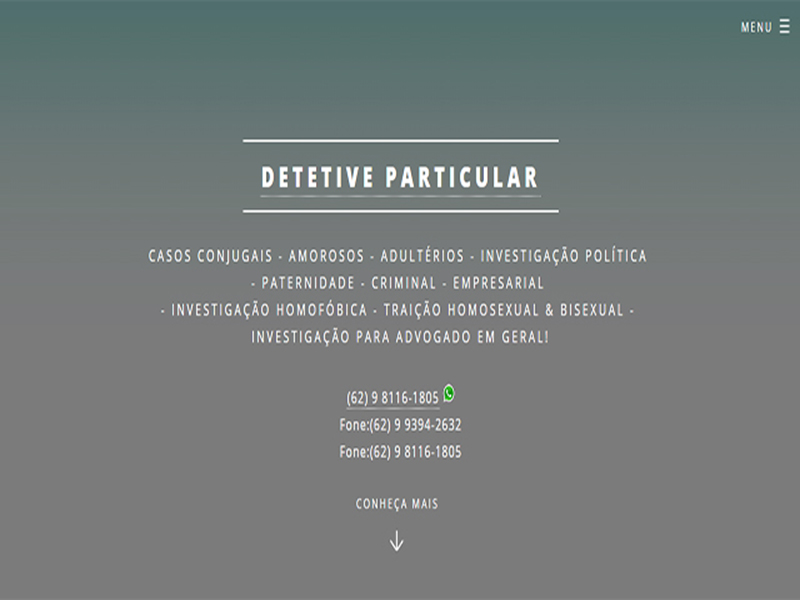 MENU
DETETIVE PARTICULAR
CASOS CONJUGAIS - AMOROSOS - ADULTÉRIOS - INVESTIGAÇÃO POLÍTICA
- PATERNIDADE - CRIMINAL - EMPRESARIAL
- INVESTIGAÇÃO HOMOFÓBICA - TRAIÇÃO HOMOSEXUAL & BISEXUAL -
INVESTIGAÇÃO PARA ADVOGADO EM GERAL!
(62) 9 8116-1805
Fone:(62) 9 9394-2632
Fone:(62) 9 8116-1805
CONHEÇA MAIS